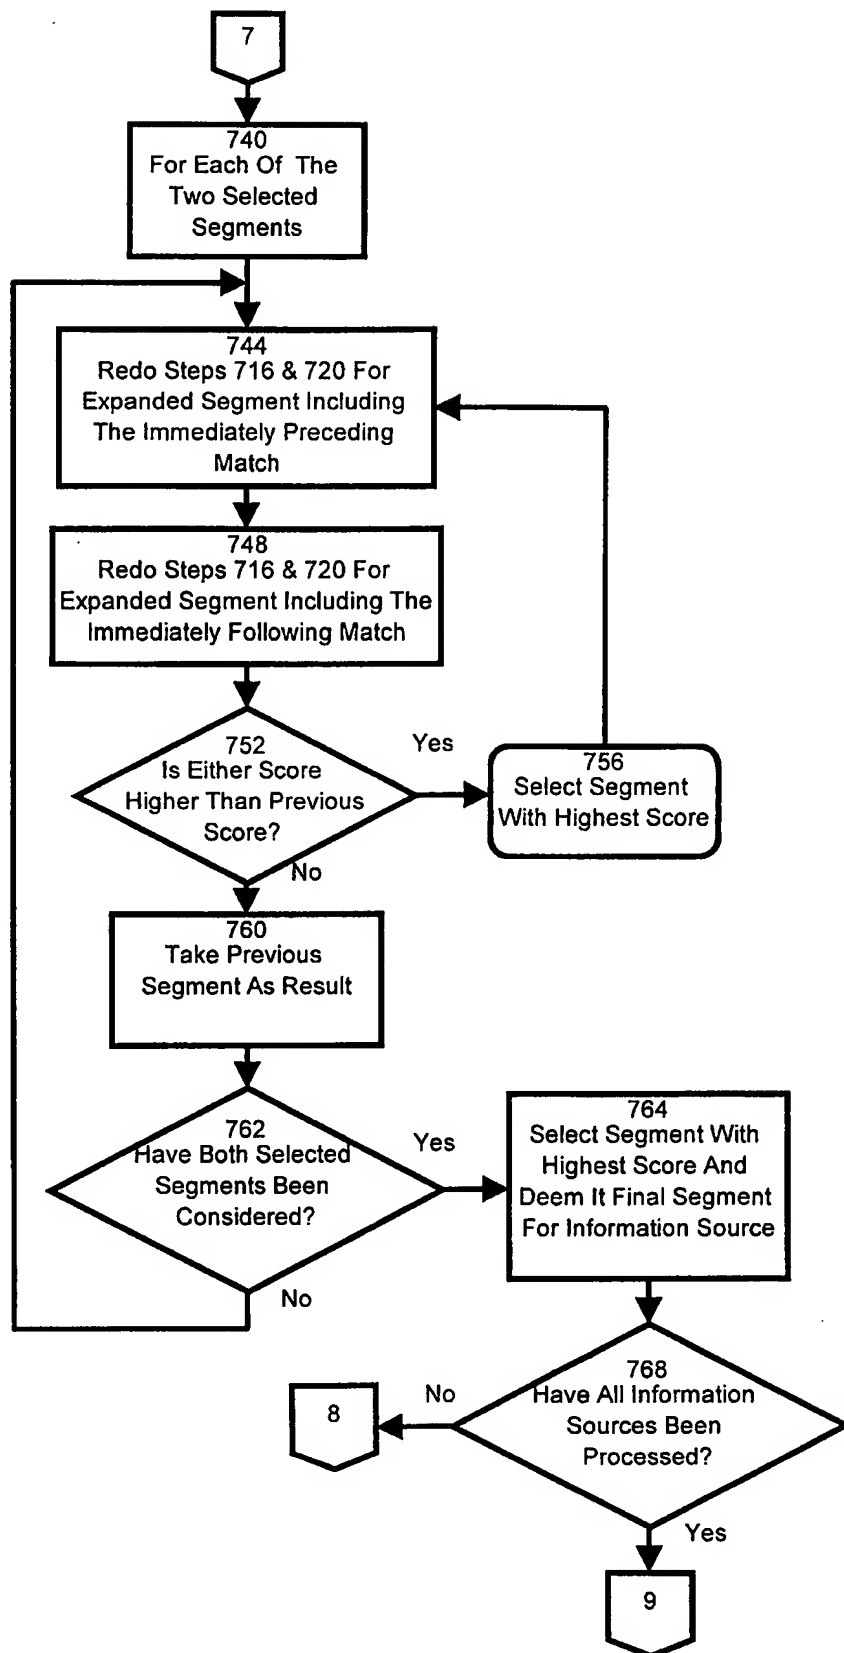 7
740
For Each Of The
Two Selected
Segments
744
Redo Steps 716 & 720 For
Expanded Segment Including
The Immediately Preceding
Match
748
Redo Steps 716 & 720 For
Expanded Segment Including The
Immediately Following Match
752
Is Either Score
Higher Than Previous
Score?
Yes
756
Select Segment
With Highest Score
No
760
Take Previous
Segment As Result
762
Have Both Selected
Segments Been
Considered?
Yes
No
764
Select Segment With
Highest Score And
Deem It Final Segment
For Information Source
768
Have All Information
Sources Been
Processed?
No
8
Yes
9